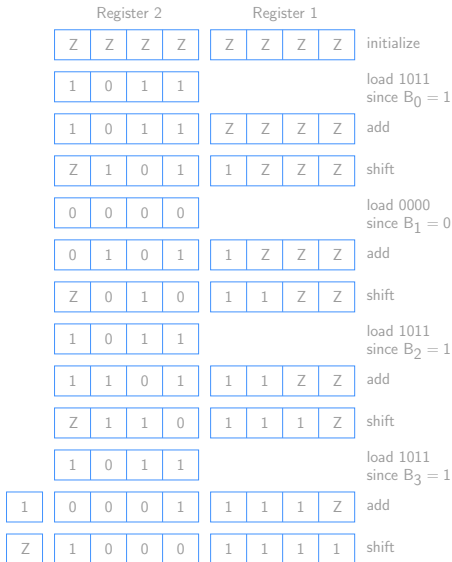 Register 2 Register 1
Z Z Z Z Z Z Z Z initialize
1 0 1 1 load 1011
since B0 = 1
1 0 1 1 Z Z Z Z add
Z 1 0 1 1 Z Z Z shift
0 0 0 0 load 0000
since B1 = 0
0 1 0 1 1 Z Z Z add
Z 0 1 0 1 1 Z Z shift
1 0 1 1 load 1011
since B2 = 1
1 1 0 1 1 1 Z Z add
Z 1 1 0 1 1 1 Z shift
1 0 1 1 load 1011
since B3 = 1
1 0 0 0 1 1 1 1 Z add
Z 1 0 0 0 1 1 1 1 shift